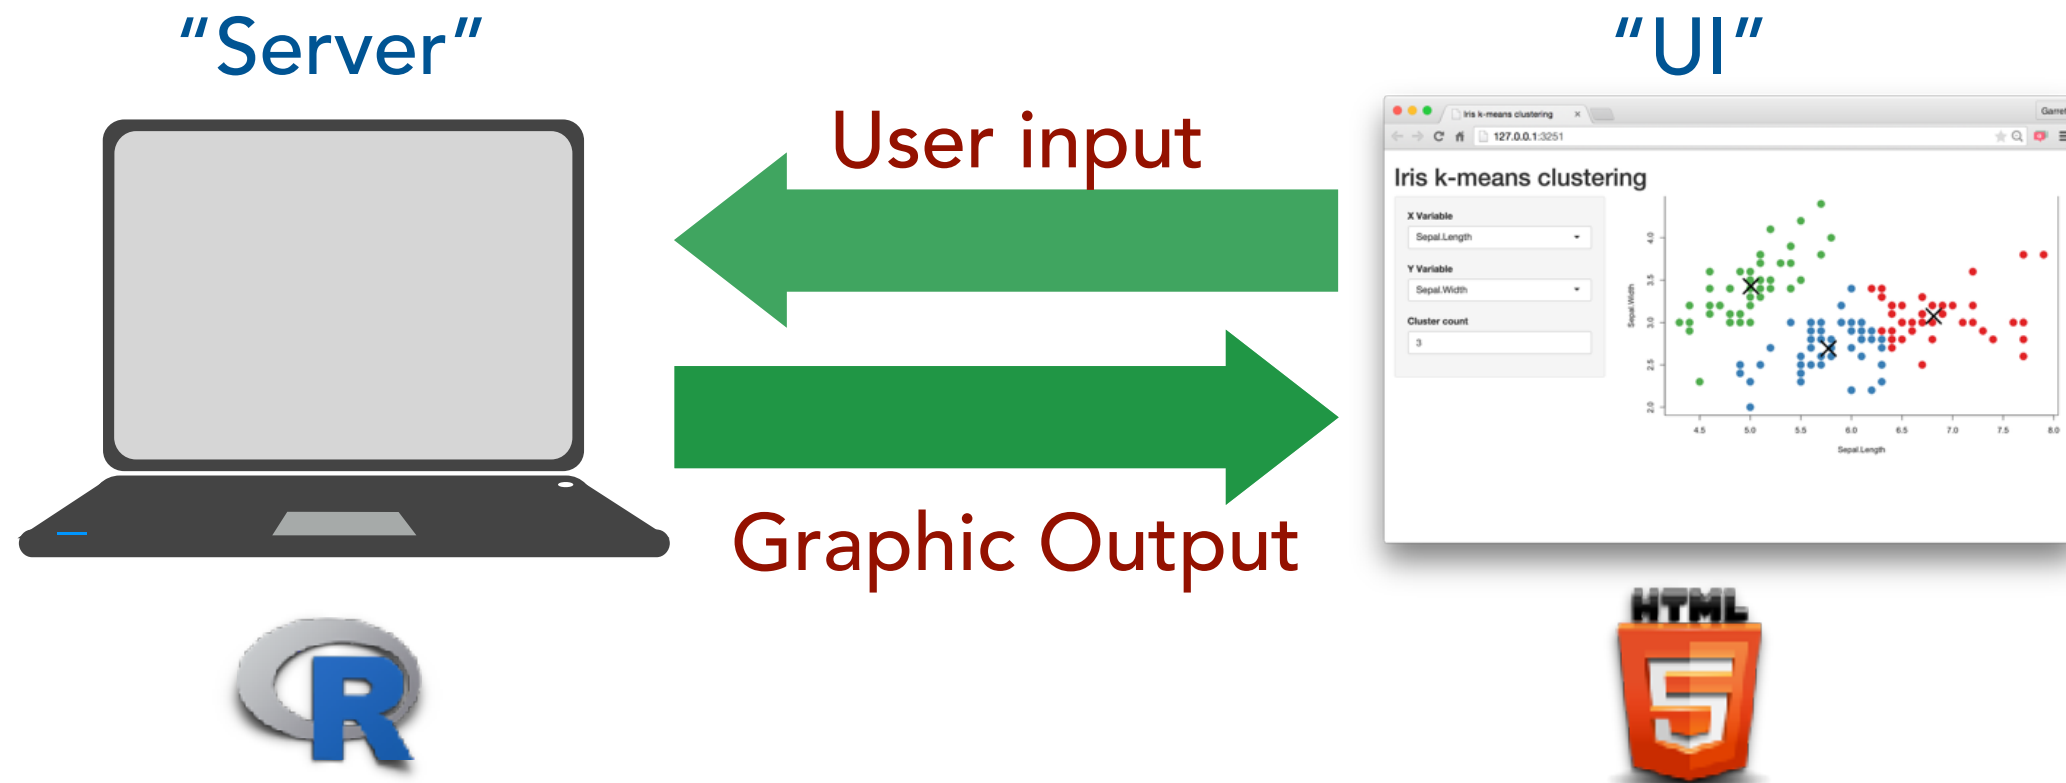 “Server”
“UI”
User input
Graphic Output
Iris k-means clustering
×
Garret
127.0.0.1:3251
Iris k-means clustering
X Variable
Sepal.Length
Y Variable
Sepal.Width
Cluster count
3
Sepal.Width
4.0
3.5
3.0
2.5
2.0
4.5 5.0 5.5 6.0 6.5 7.0 7.5 8.0
Sepal.Length
R
HTML
5